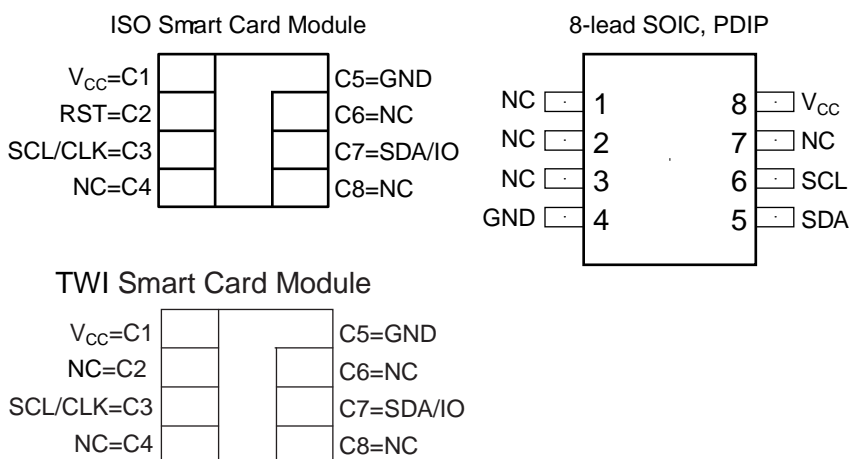 ISO Smart Card Module
VCC=C1
C5=GND
RST=C2
C6=NC
SCL/CLK=C3
C7=SDA/IO
NC=C4
C8=NC
8-lead SOIC, PDIP
NC 1 8 VCC
NC 2 7 NC
NC 3 6 SCL
GND 4 5 SDA
TWI Smart Card Module
VCC=C1
C5=GND
NC=C2
C6=NC
SCL/CLK=C3
C7=SDA/IO
NC=C4
C8=NC